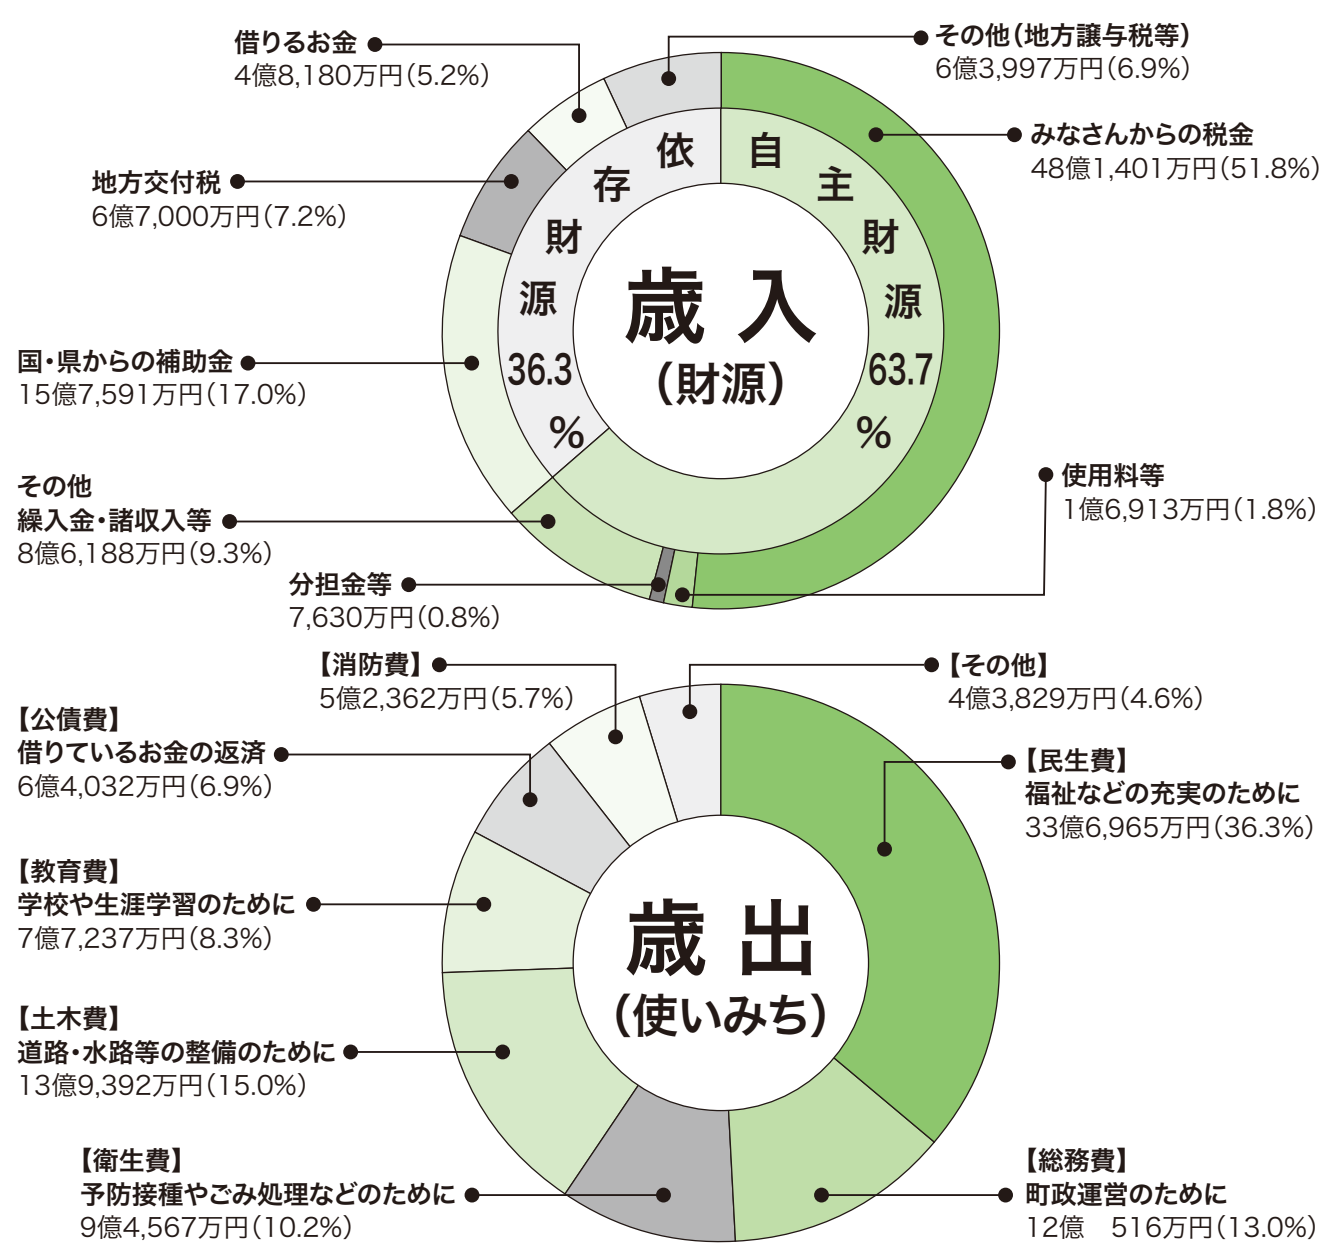 借りるお金
4億8,180万円(5.2%)
その他(地方譲与税等)
6億3,997万円(6.9%)
みなさんからの税金
48億1,401万円(51.8%)
地方交付税
6億7,000万円(7.2%)
国・県からの補助金
15億7,591万円(17.0%)
その他
繰入金・諸収入等
8億6,188万円(9.3%)
分担金等
7,630万円(0.8%)
使用料等
1億6,913万円(1.8%)
依存財源
36.3
%
自主財源
63.7
%
歳入
(財源)
【消防費】
5億2,362万円(5.7%)
【その他】
4億3,829万円(4.6%)
【公債費】
借りているお金の返済
6億4,032万円(6.9%)
【民生費】
福祉などの充実のために
33億6,965万円(36.3%)
【教育費】
学校や生涯学習のために
7億7,237万円(8.3%)
【土木費】
道路・水路等の整備のために
13億9,392万円(15.0%)
【衛生費】
予防接種やごみ処理などのために
9億4,567万円(10.2%)
【総務費】
町政運営のために
12億　516万円(13.0%)
歳出
(使いみち)